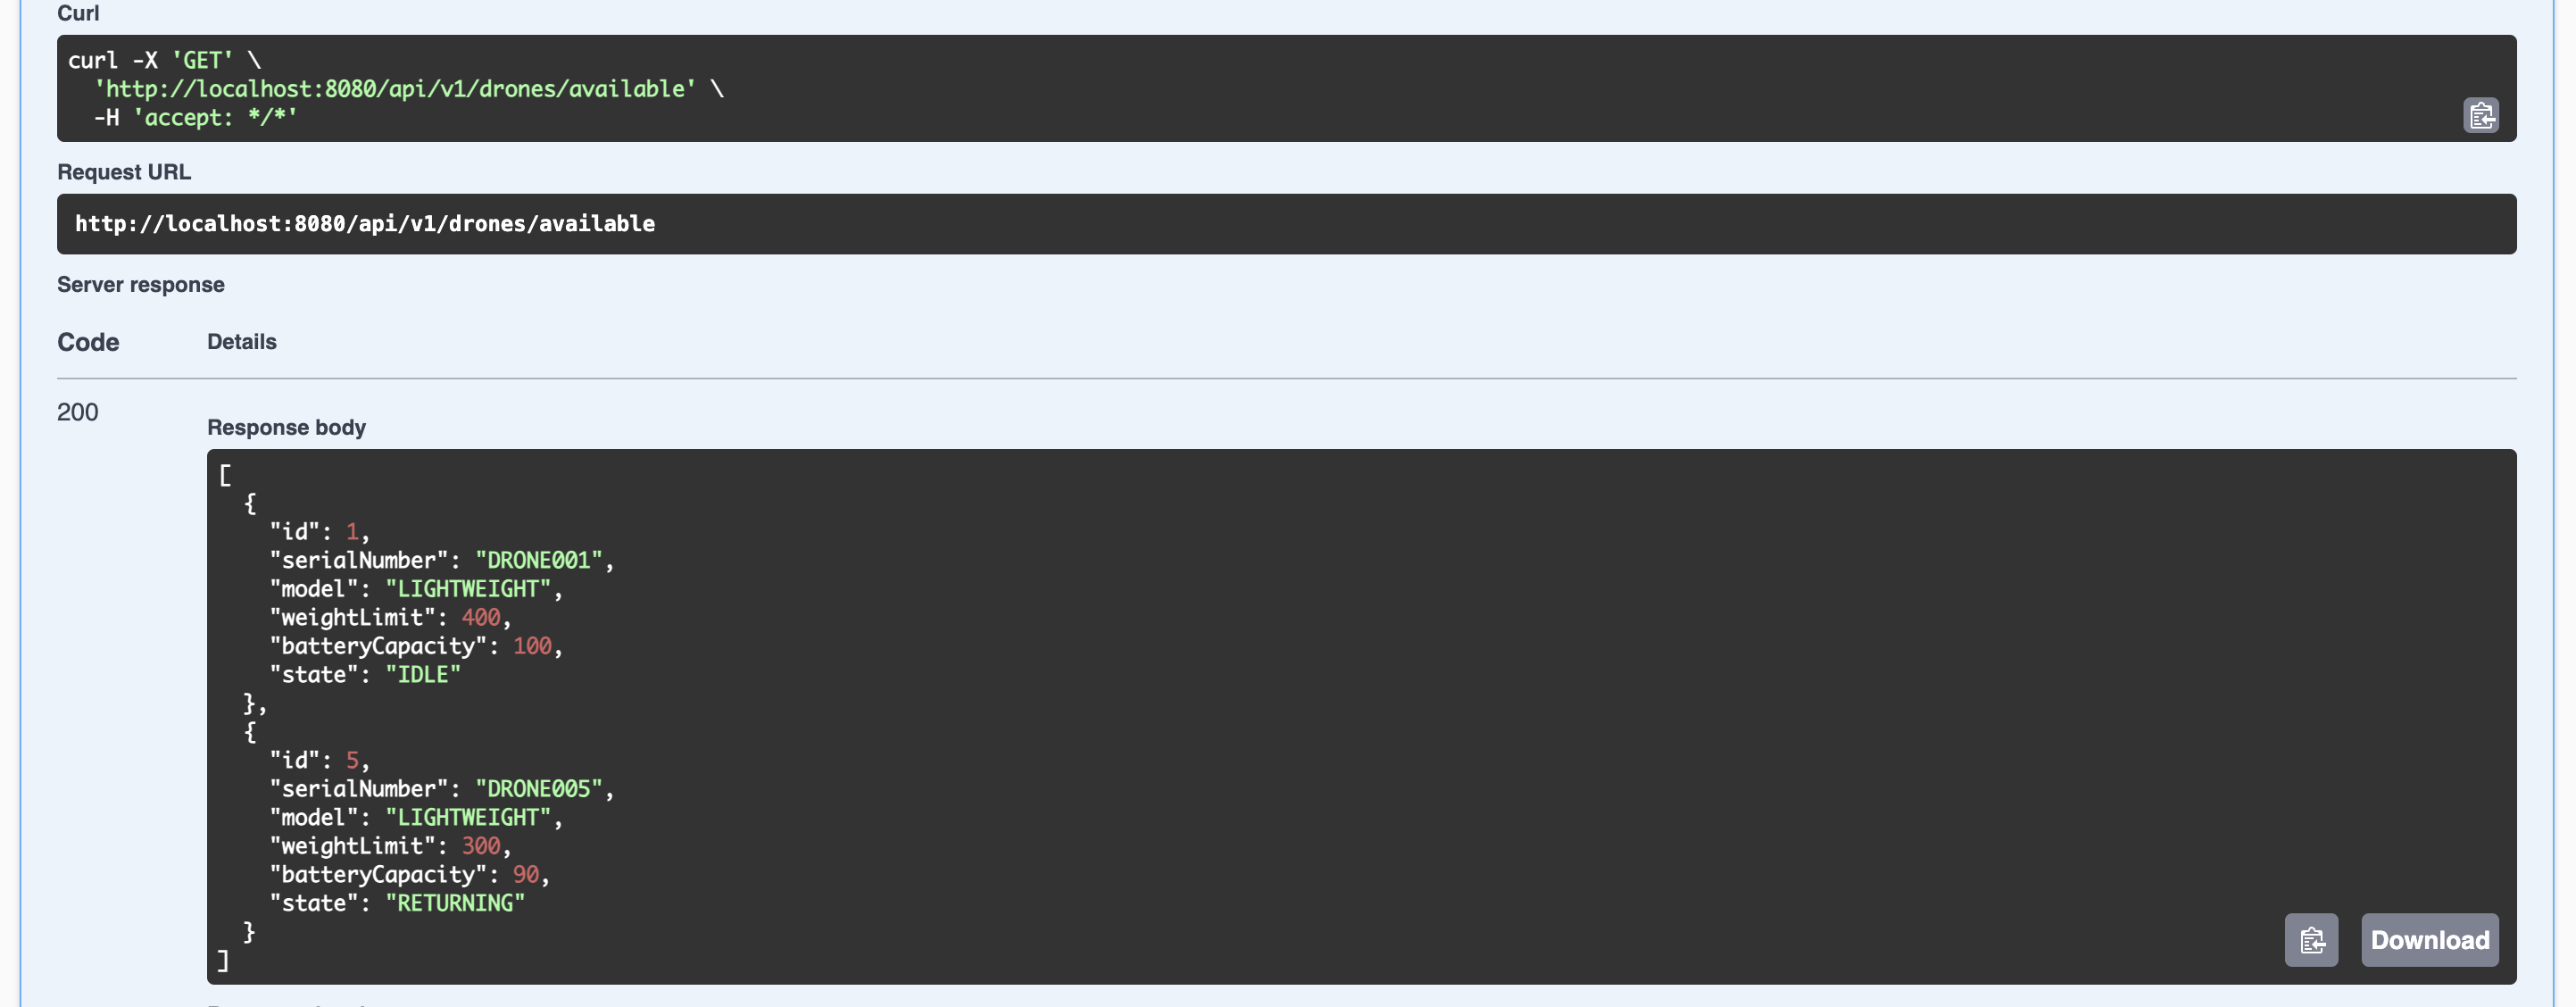 Curl
curl -X 'GET' \
  'http://localhost:8080/api/v1/drones/available' \
  -H 'accept: */*'
Request URL
http://localhost:8080/api/v1/drones/available
Server response
Code Details
200
Response body
[
  {
    "id": 1,
    "serialNumber": "DRONE001",
    "model": "LIGHTWEIGHT",
    "weightLimit": 400,
    "batteryCapacity": 100,
    "state": "IDLE"
  },
  {
    "id": 5,
    "serialNumber": "DRONE005",
    "model": "LIGHTWEIGHT",
    "weightLimit": 300,
    "batteryCapacity": 90,
    "state": "RETURNING"
  }
]
Download